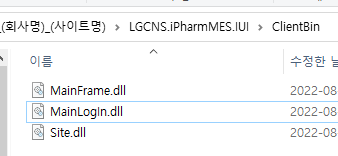 _(회사명)_(사이트명) > LGCNS.iPharmMES.IUI > ClientBin
이름 수정한 날
MainFrame.dll 2022-08
MainLogIn.dll 2022-08
Site.dll 2022-08